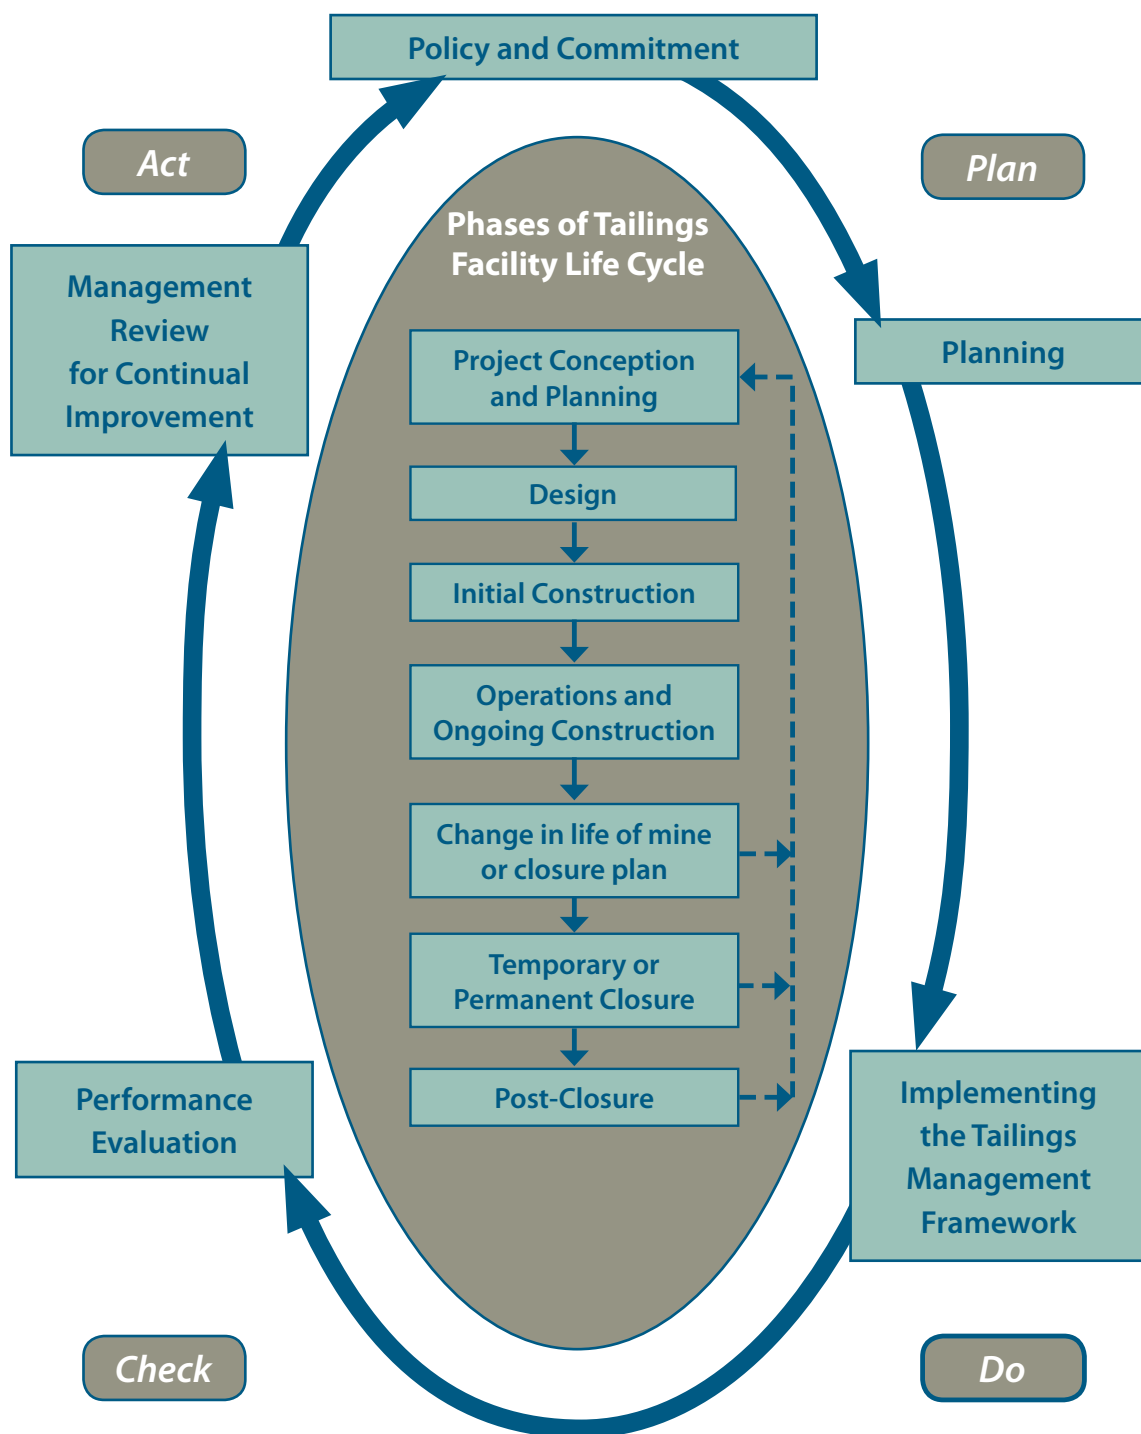 Policy and Commitment
Act
Plan
Phases of Tailings
Facility Life Cycle
Management
Review
for Continual
Improvement
Planning
Project Conception
and Planning
Design
Initial Construction
Operations and
Ongoing Construction
Change in life of mine
or closure plan
Temporary or
Permanent Closure
Post-Closure
Performance
Evaluation
Implementing
the Tailings
Management
Framework
Check
Do